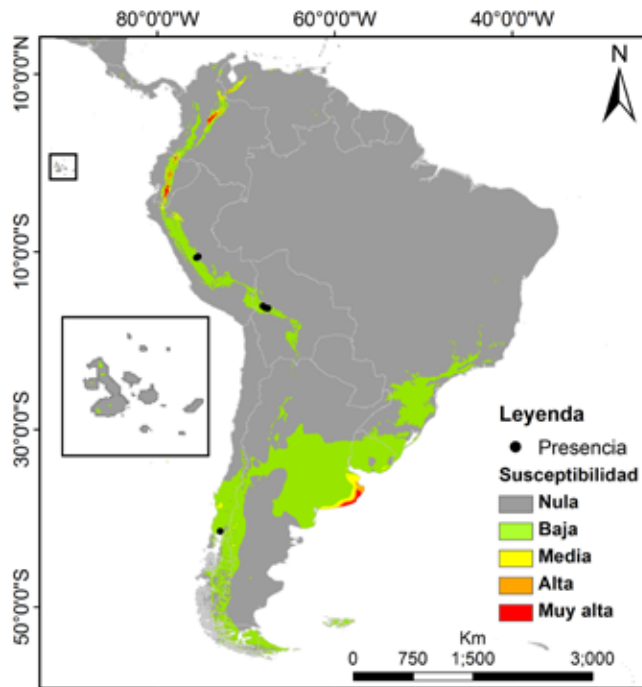 80°0'0"W 60°0'0"W 40°0'0"W
10°0'0"N
N
10°0'0"S
30°0'0"S
50°0'0"S
Leyenda
Presencia
Susceptibilidad
Nula
Baja
Media
Alta
Muy alta
Km
0 750 1:500 3;000